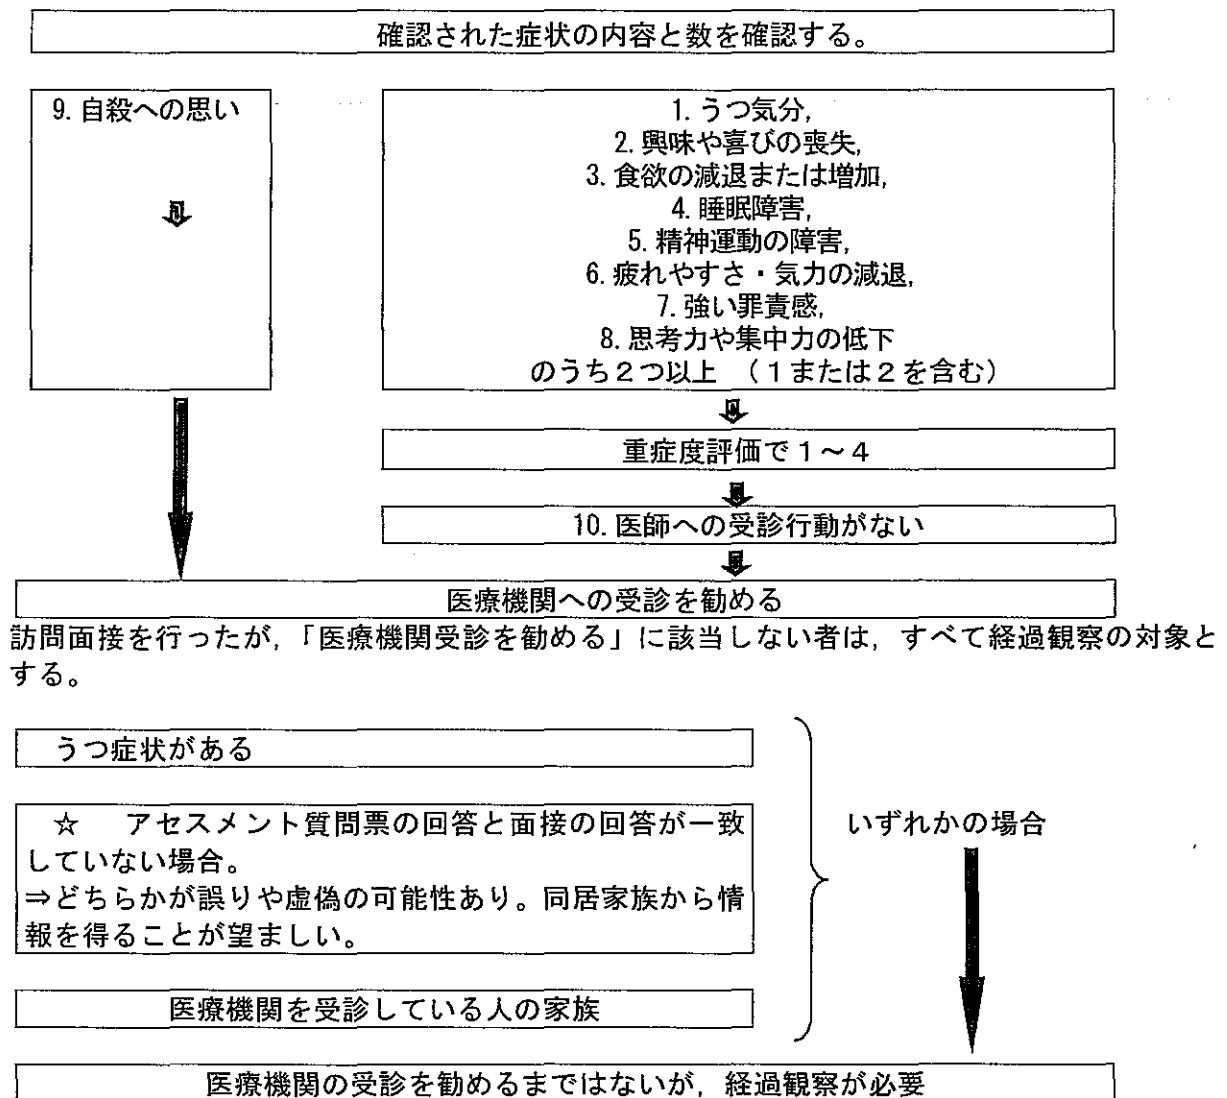 確認された症状の内容と数を確認する。
9. 自殺への思い
1. うつ気分,
2. 興味や喜びの喪失,
3. 食欲の減退または増加,
4. 睡眠障害,
5. 精神運動の障害,
6. 疲れやすさ・気力の減退,
7. 強い罪責感,
8. 思考力や集中力の低下
のうち2つ以上 (1または2を含む)
重症度評価で1~4
10. 医師への受診行動がない
医療機関への受診を勧める
訪問面接を行ったが,「医療機関受診を勧める」に該当しない者は, すべて経過観察の対象と
する。
うつ症状がある
☆ アセスメント質問票の回答と面接の回答が一致
していない場合。
⇒どちらかが誤りや虚偽の可能性あり。同居家族から情
報を得ることが望ましい。
医療機関を受診している人の家族
いずれかの場合
医療機関の受診を勧めるまではないが, 経過観察が必要